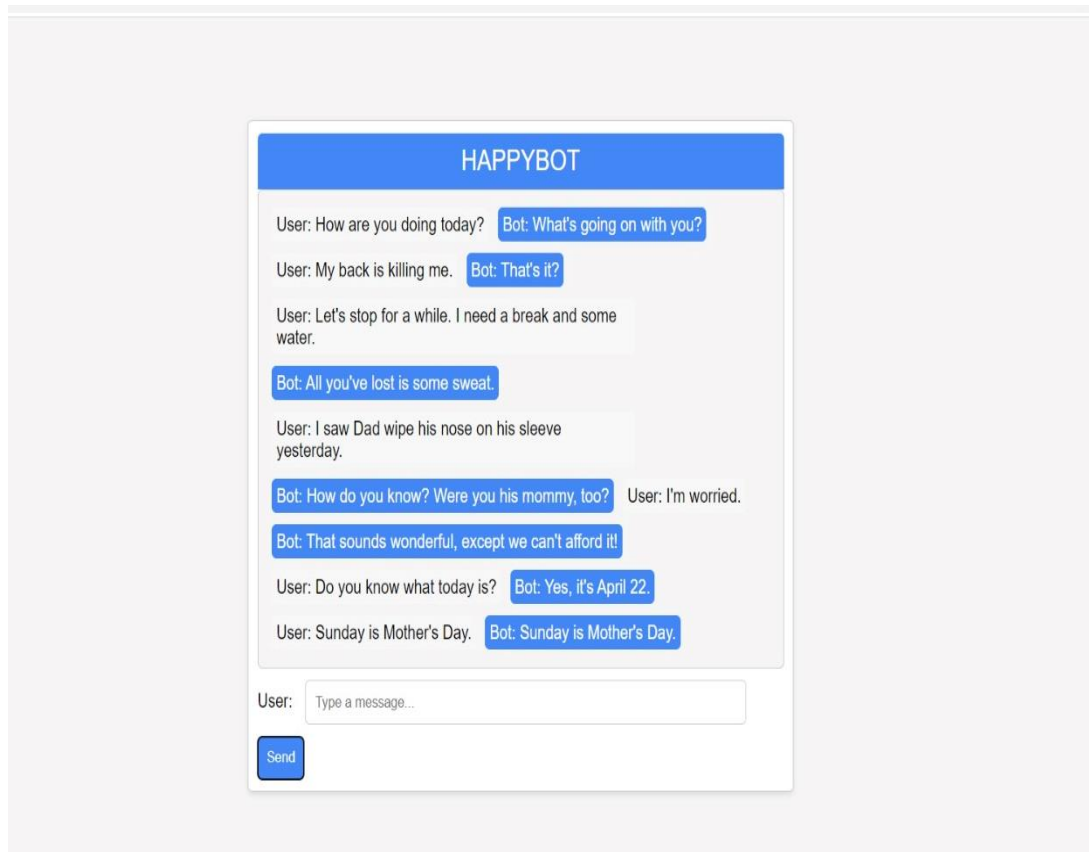 HAPPYBOT
User: How are you doing today? Bot: What's going on with you?
User: My back is killing me. Bot: That's it?
User: Let's stop for a while. I need a break and some
water.
Bot: All you've lost is some sweat.
User: I saw Dad wipe his nose on his sleeve
yesterday.
Bot: How do you know? Were you his mommy, too? User: I'm worried.
Bot: That sounds wonderful, except we can't afford it!
User: Do you know what today is? Bot: Yes, it's April 22.
User: Sunday is Mother's Day. Bot: Sunday is Mother's Day.
User: Type a message...
Send